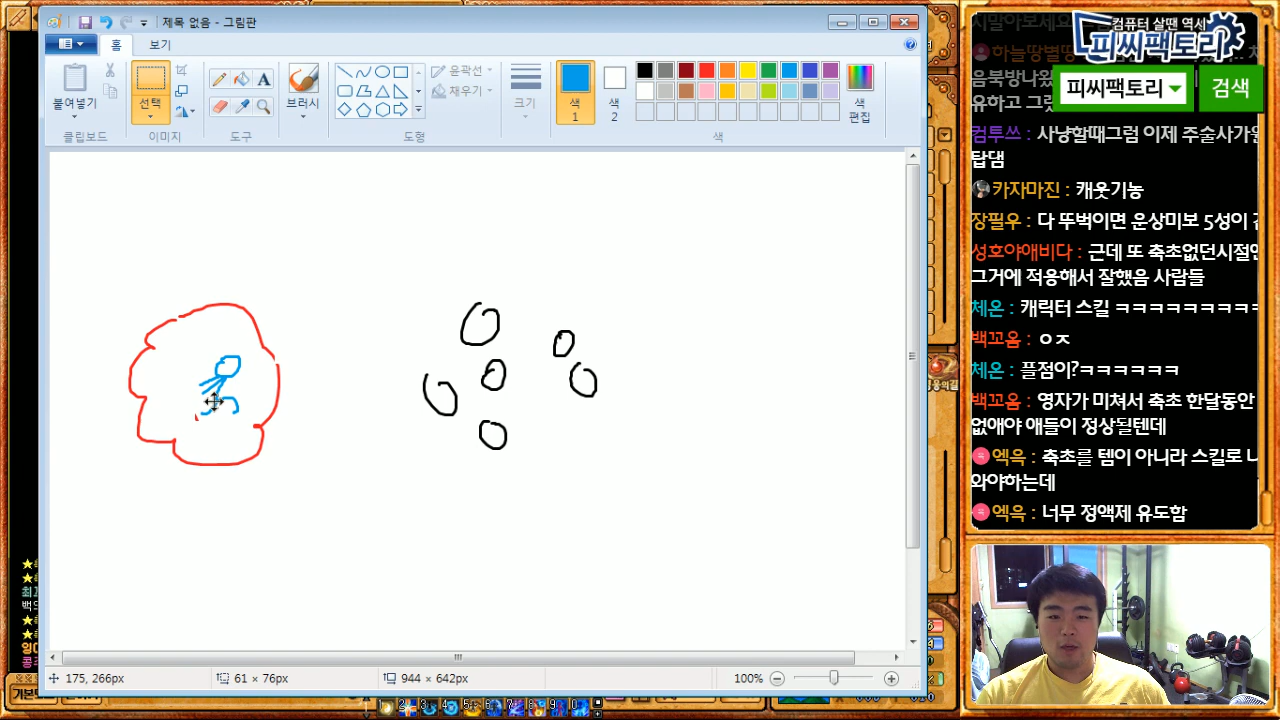 제목 없음 - 그림판
홈
보기
붙여넣기
선택
브러시
윤곽선
채우기
크기
색
1
색
2
색
편집
클립보드
이미지
도구
도형
색
175, 266px
61 × 76px
944 × 642px
100%
기본
컴퓨터 살땐 역시
피씨팩토리
피씨팩토리
검색
유하고
컴투쓰 : 사냥할때그럼 이제 주술사가
탑댐
카자마진 : 캐웃기농
장필우 : 다 뚜벅이면 운상미보 5성이
성호야애비다 : 근데 또 축초없던시절엔
그거에 적응해서 잘했음 사람들
체온 : 캐릭터 스킬 ㅋㅋㅋㅋㅋㅋㅋㅋㅋ
백꼬옴 : ㅇㅈ
체온 : 플점이?ㅋㅋㅋㅋㅋㅋ
백꼬옴 : 영자가 미쳐서 축초 한달동안
없애야 애들이 정상될텐데
엑윽 : 축초를 템이 아니라 스킬로 나
와야하는데
엑윽 : 너무 정액제 유도함